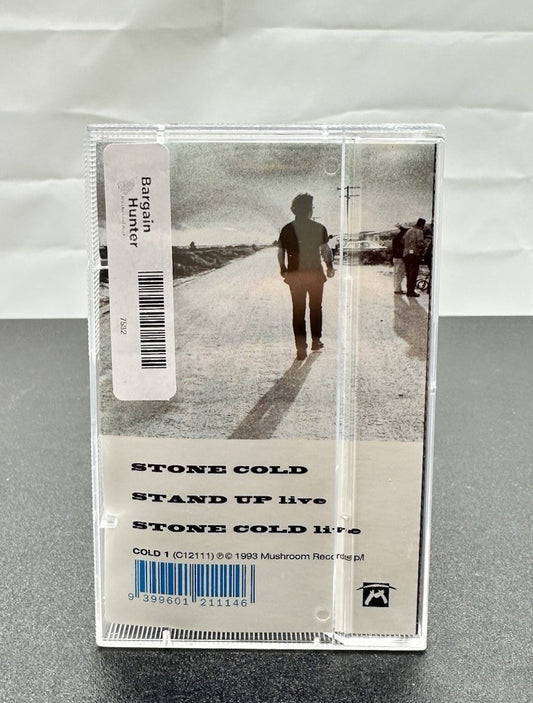 Bargain
Hunter
7532
STONE COLD
STAND UP live
STONE COLD live
COLD 1 (C12111) ℗ © 1993 Mushroom Records p/l
9 399601 211146